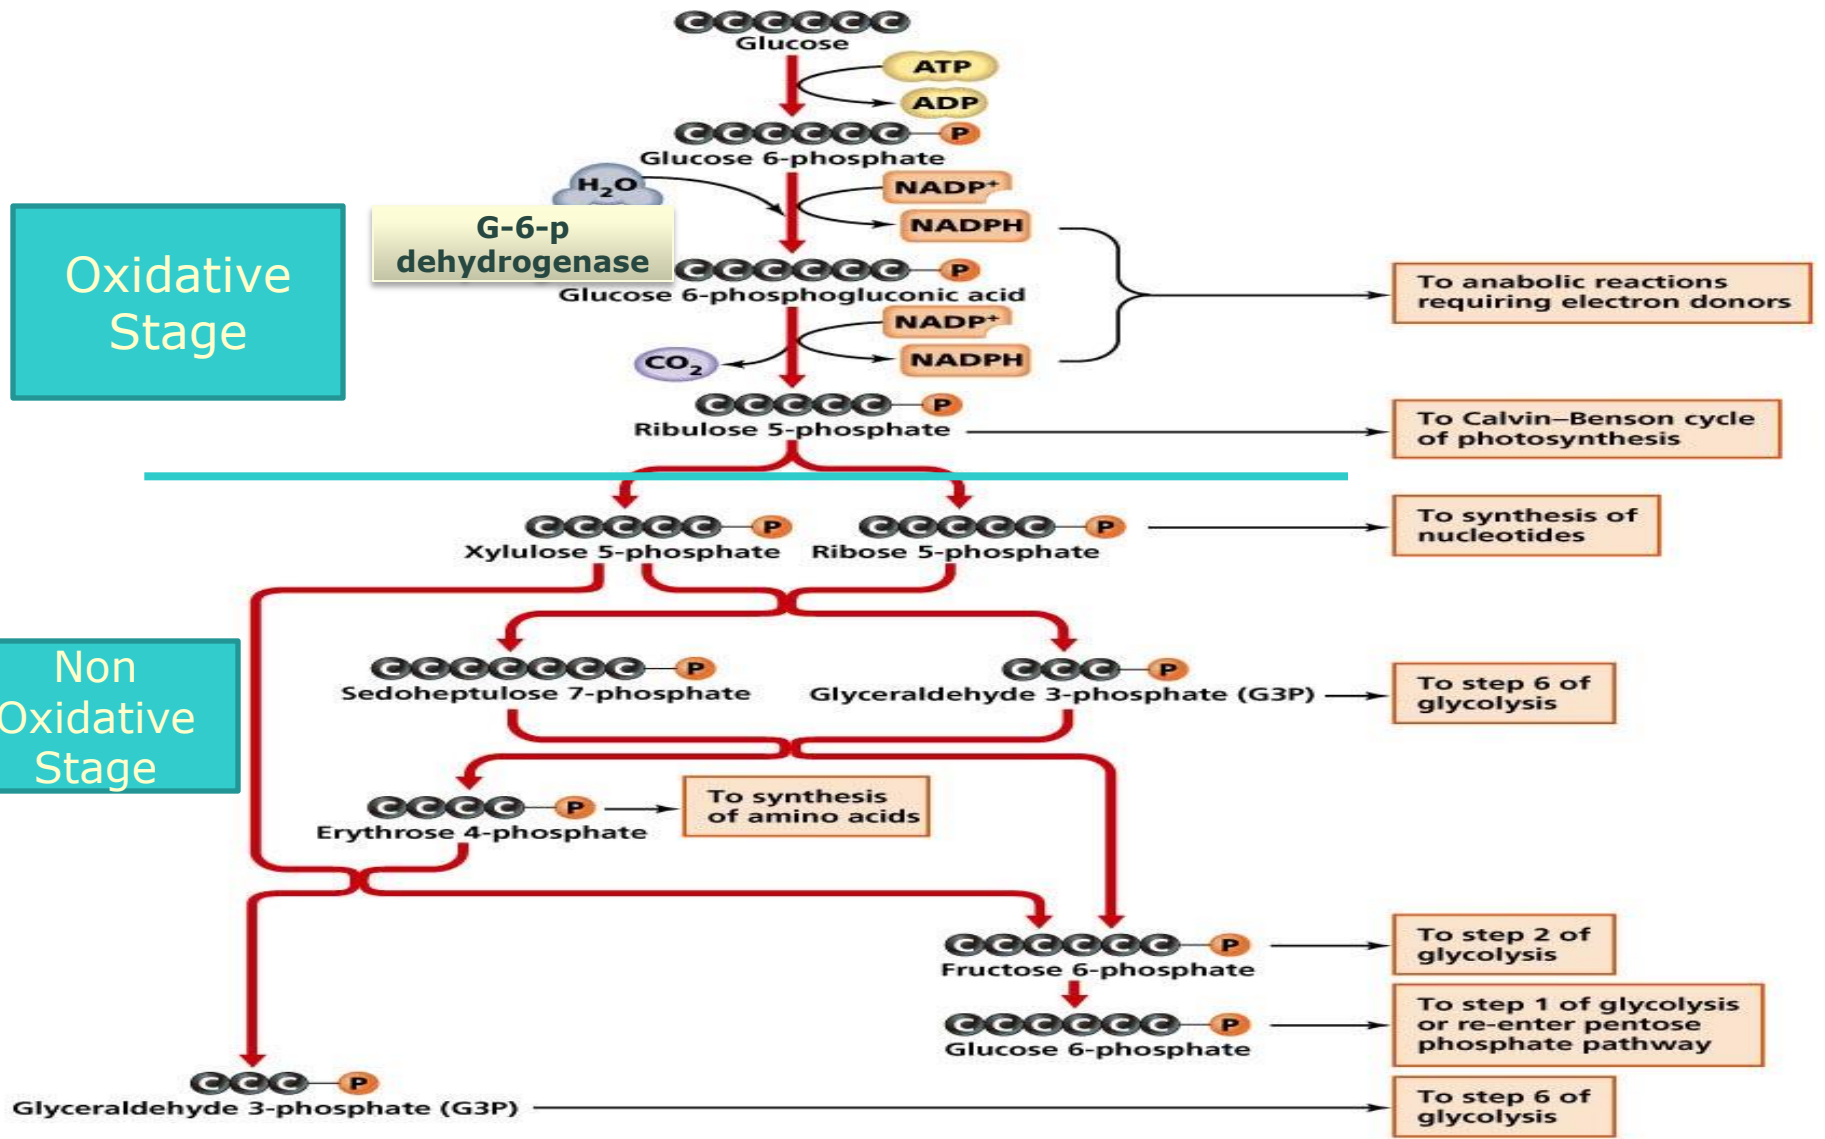 C C C C C C
Glucose
ATP
ADP
C C C C C C P
Glucose 6-phosphate
H₂O
NADP⁺
NADPH
G-6-p
dehydrogenase
C C C C C C P
Glucose 6-phosphogluconic acid
NADP⁺
CO₂
NADPH
To anabolic reactions
requiring electron donors
Oxidative
Stage
C C C C C P
Ribulose 5-phosphate
To Calvin–Benson cycle
of photosynthesis
C C C C C P
Xylulose 5-phosphate
C C C C C P
Ribose 5-phosphate
To synthesis of
nucleotides
Non
Oxidative
Stage
C C C C C C C P
Sedoheptulose 7-phosphate
C C C P
Glyceraldehyde 3-phosphate (G3P)
To step 6 of
glycolysis
C C C C P
Erythrose 4-phosphate
To synthesis
of amino acids
C C C C C C P
Fructose 6-phosphate
To step 2 of
glycolysis
C C C C C C P
Glucose 6-phosphate
To step 1 of glycolysis
or re-enter pentose
phosphate pathway
C C C P
Glyceraldehyde 3-phosphate (G3P)
To step 6 of
glycolysis